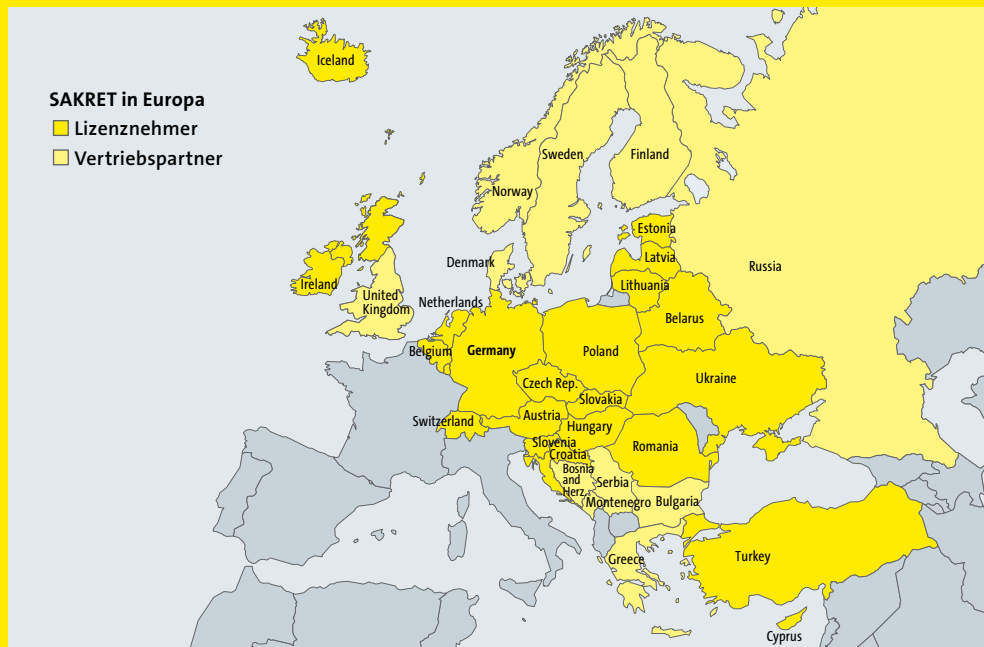 Iceland
SAKRET in Europa
Lizenznehmer
Vertriebspartner
Sweden
Finland
Norway
Estonia
Denmark
Latvia
Russia
Ireland
Lithuania
United
Kingdom
Netherlands
Belarus
Belgium
Germany
Poland
Ukraine
Czech Rep.
Slovakia
Switzerland
Austria
Hungary
Slovenia
Romania
Croatia
Bosnia
and
Herz.
Serbia
Montenegro
Bulgaria
Greece
Turkey
Cyprus